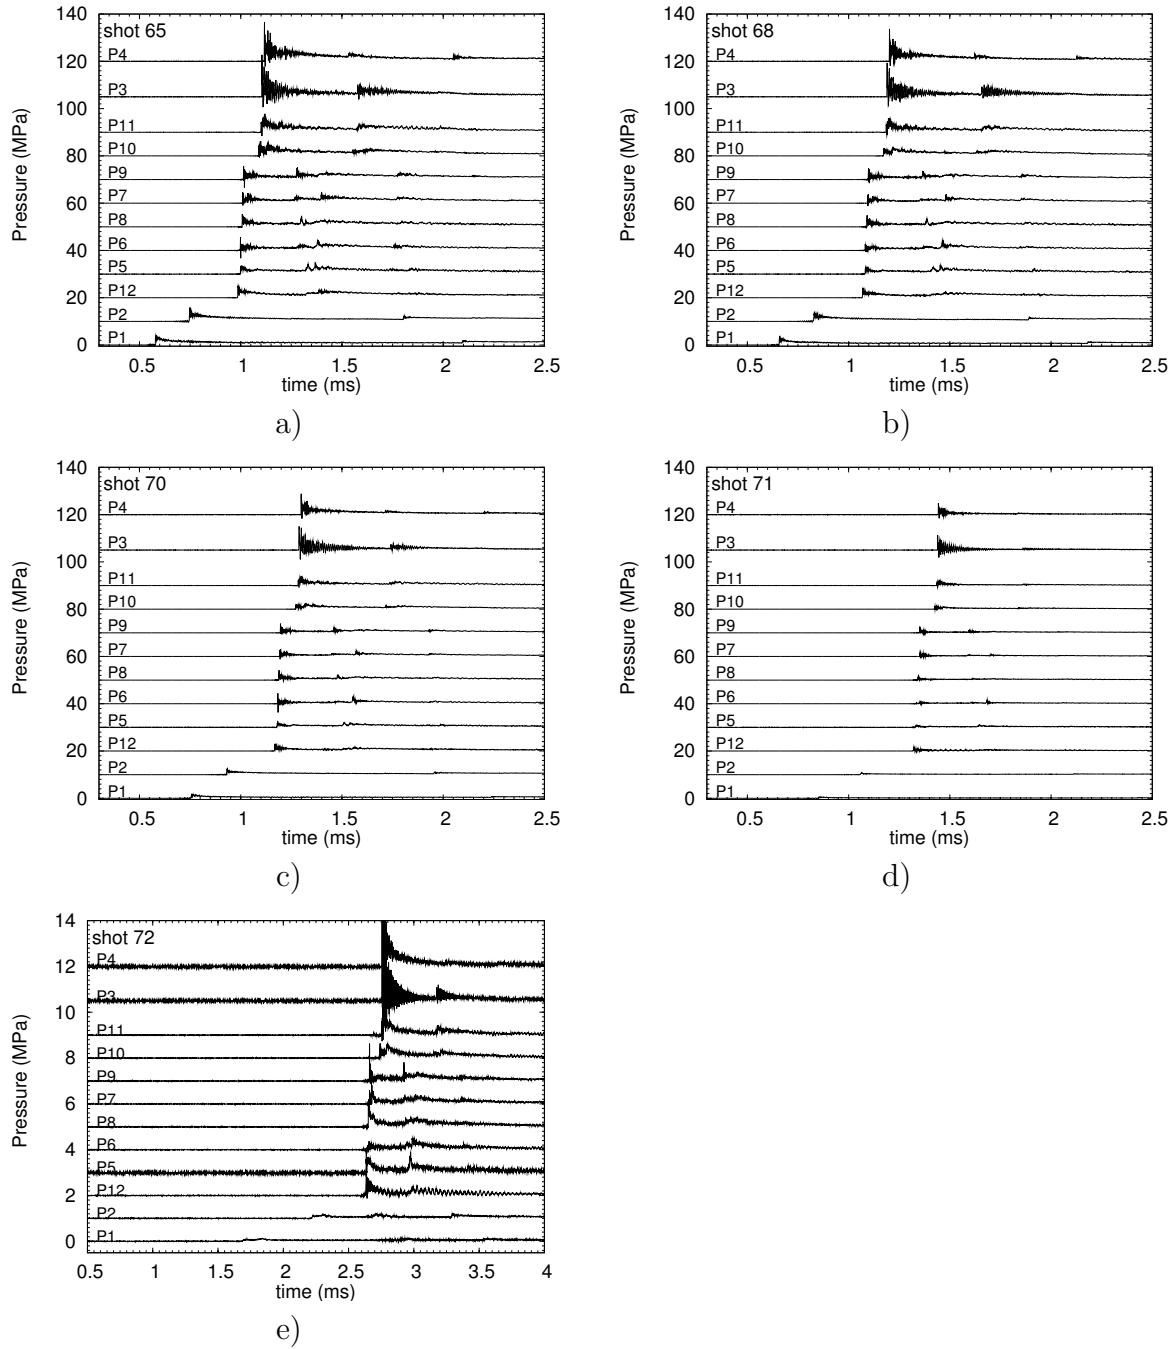 140
120
100
80
60
40
20
0
Pressure (MPa)
shot 65
P4
P3
P11
P10
P9
P7
P8
P6
P5
P12
P2
P1
0.5 1 1.5 2 2.5
time (ms)
a)
140
120
100
80
60
40
20
0
Pressure (MPa)
shot 68
P4
P3
P11
P10
P9
P7
P8
P6
P5
P12
P2
P1
0.5 1 1.5 2 2.5
time (ms)
b)
140
120
100
80
60
40
20
0
Pressure (MPa)
shot 70
P4
P3
P11
P10
P9
P7
P8
P6
P5
P12
P2
P1
0.5 1 1.5 2 2.5
time (ms)
c)
140
120
100
80
60
40
20
0
Pressure (MPa)
shot 71
P4
P3
P11
P10
P9
P7
P8
P6
P5
P12
P2
P1
0.5 1 1.5 2 2.5
time (ms)
d)
14
12
10
8
6
4
2
0
Pressure (MPa)
shot 72
P4
P3
P11
P10
P9
P7
P8
P6
P5
P12
P2
P1
0.5 1 1.5 2 2.5 3 3.5 4
time (ms)
e)